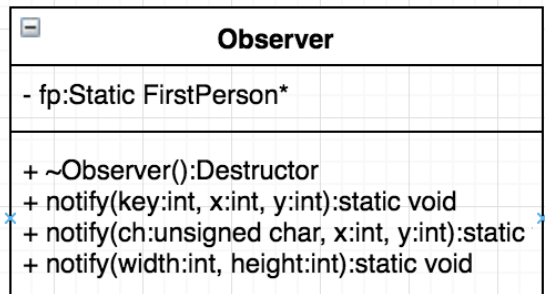 Observer
- fp:Static FirstPerson*
+ ~Observer():Destructor
+ notify(key:int, x:int, y:int):static void
+ notify(ch:unsigned char, x:int, y:int):static
+ notify(width:int, height:int):static void